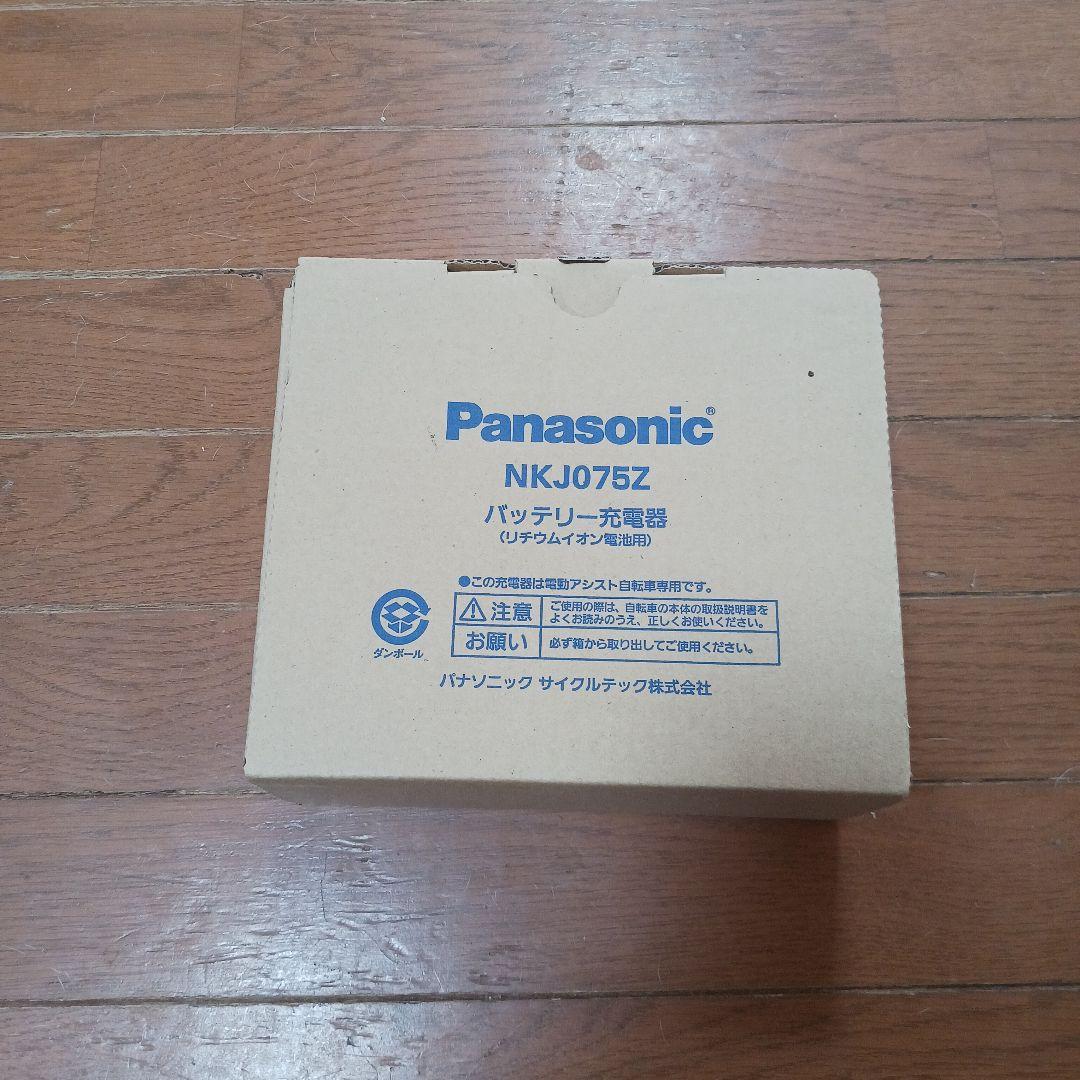 Panasonic®
NKJ075Z
バッテリー充電器
(リチウムイオン電池用)
●この充電器は電動アシスト自転車専用です。
⚠注意 ご使用の際は、自転車の本体の取扱説明書を
よくお読みのうえ、正しくお使いください。
お願い 必ず箱から取り出してご使用ください。
ダンボール
パナソニック サイクルテック株式会社